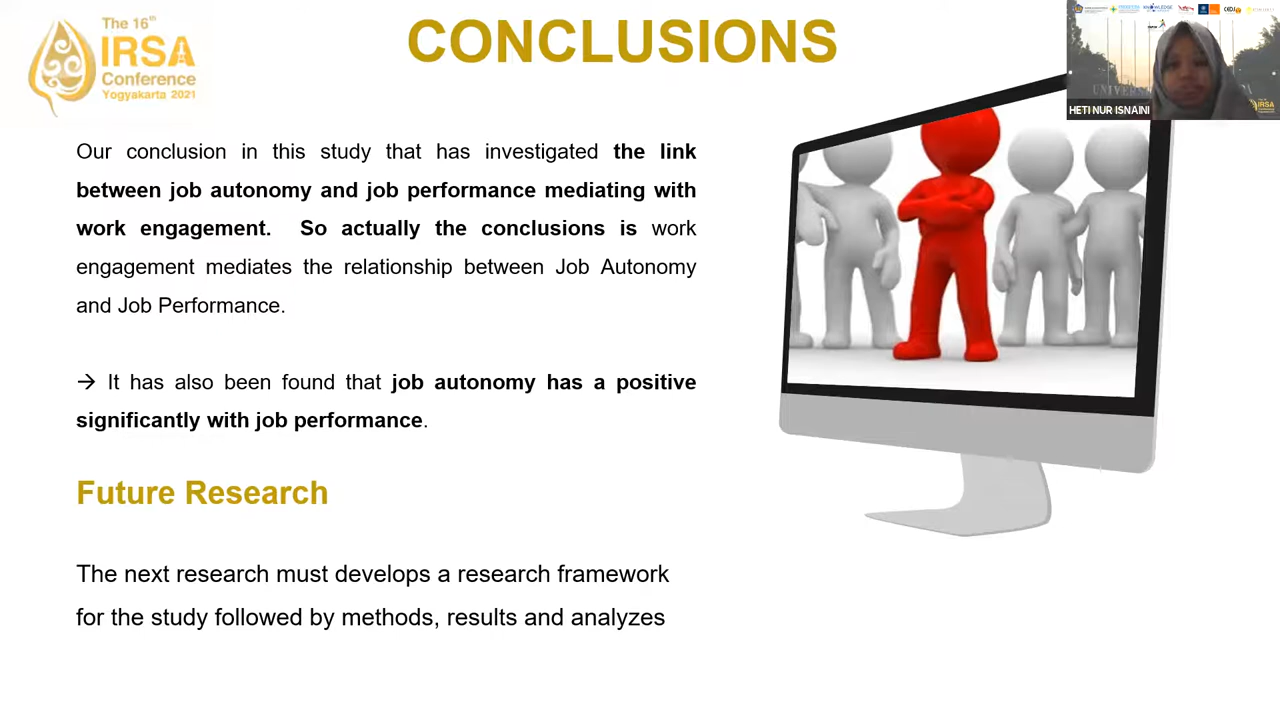 The 16th
IRSA
Conference
Yogyakarta 2021
CONCLUSIONS
HETI NUR ISNAINI
Our conclusion in this study that has investigated the link
between job autonomy and job performance mediating with
work engagement. So actually the conclusions is work
engagement mediates the relationship between Job Autonomy
and Job Performance.
→ It has also been found that job autonomy has a positive
significantly with job performance.
Future Research
The next research must develops a research framework
for the study followed by methods, results and analyzes